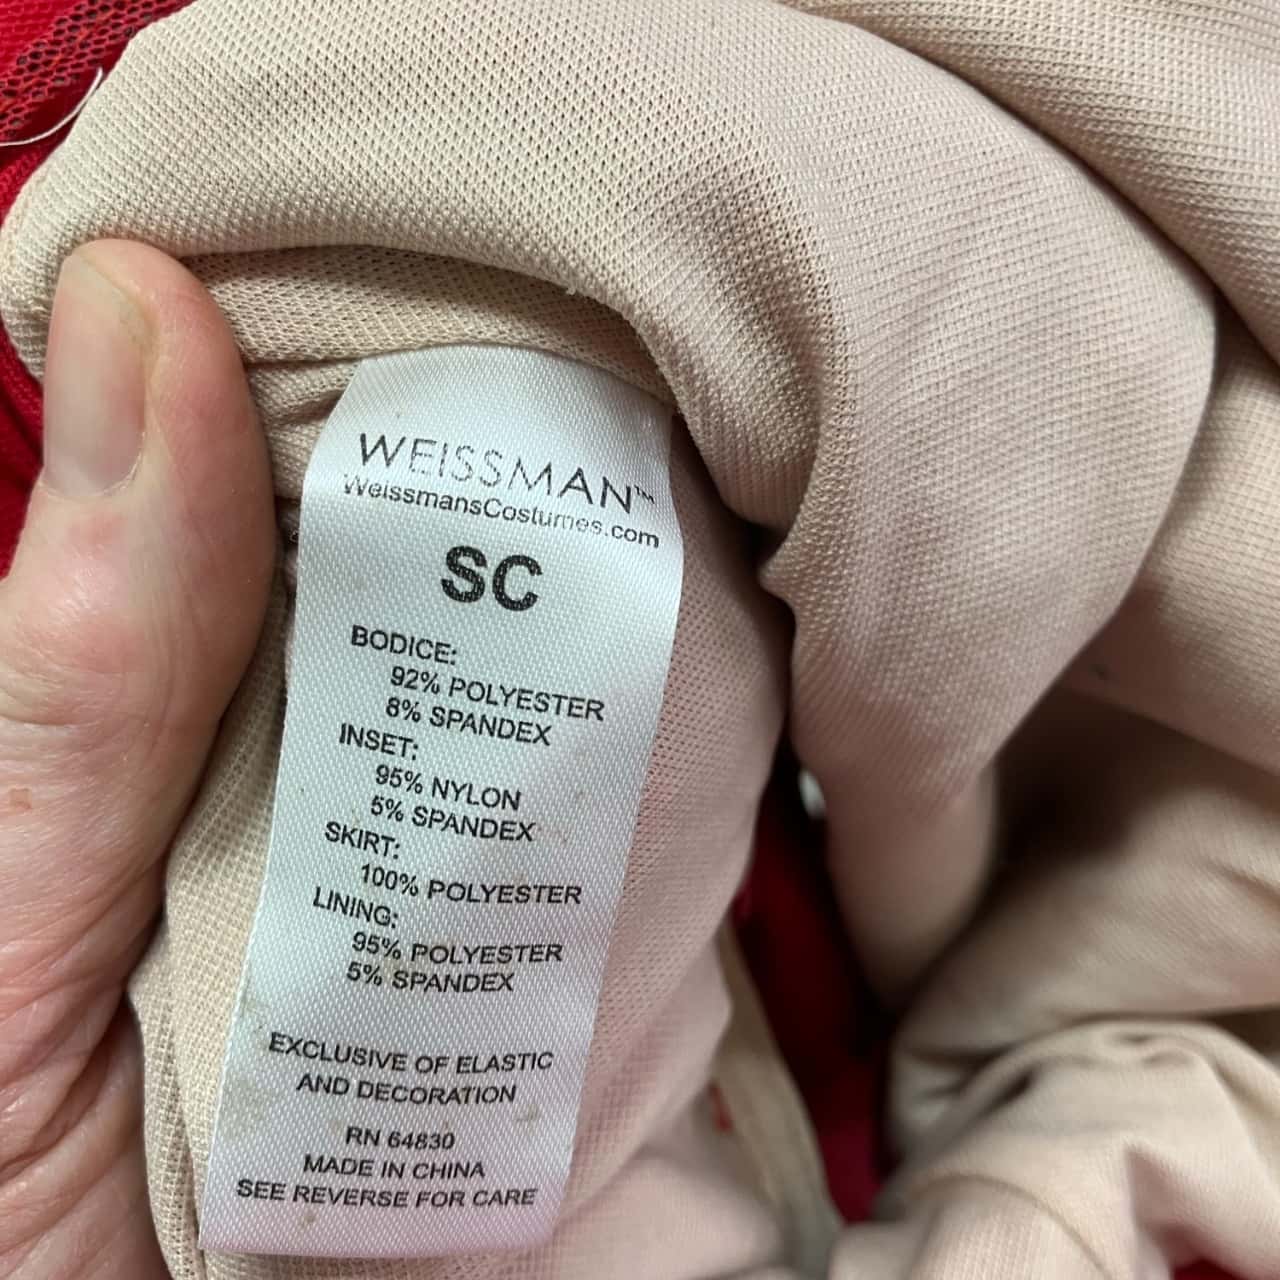 WEISSMAN™
WeissmansCostumes.com
SC
BODICE:
92% POLYESTER
8% SPANDEX
INSET:
95% NYLON
5% SPANDEX
SKIRT:
100% POLYESTER
LINING:
95% POLYESTER
5% SPANDEX
EXCLUSIVE OF ELASTIC
AND DECORATION
RN 64830
MADE IN CHINA
SEE REVERSE FOR CARE